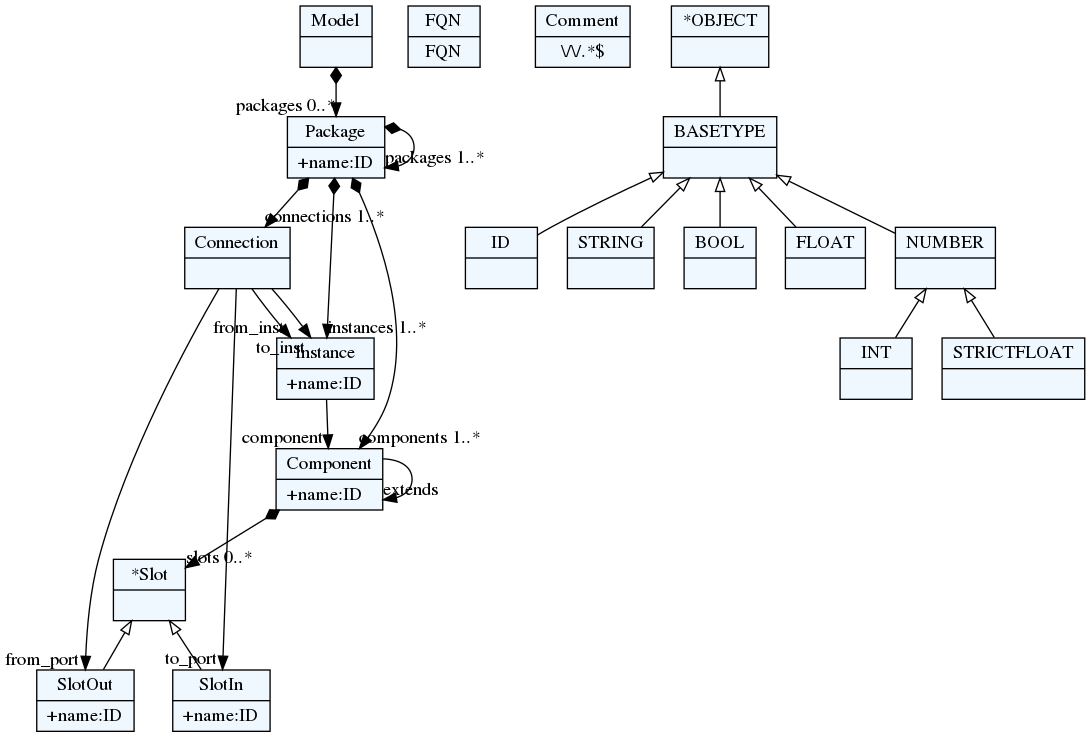 Model
FQN
FQN
Comment
\/\/.*$
*OBJECT
packages 0..*
Package
+name:ID
packages 1..*
BASETYPE
connections 1..*
Connection
ID
STRING
BOOL
FLOAT
NUMBER
from_inst
to_inst
instances 1..*
Instance
+name:ID
INT
STRICTFLOAT
component
components 1..*
Component
+name:ID
extends
slots 0..*
*Slot
from_port
to_port
SlotOut
+name:ID
SlotIn
+name:ID